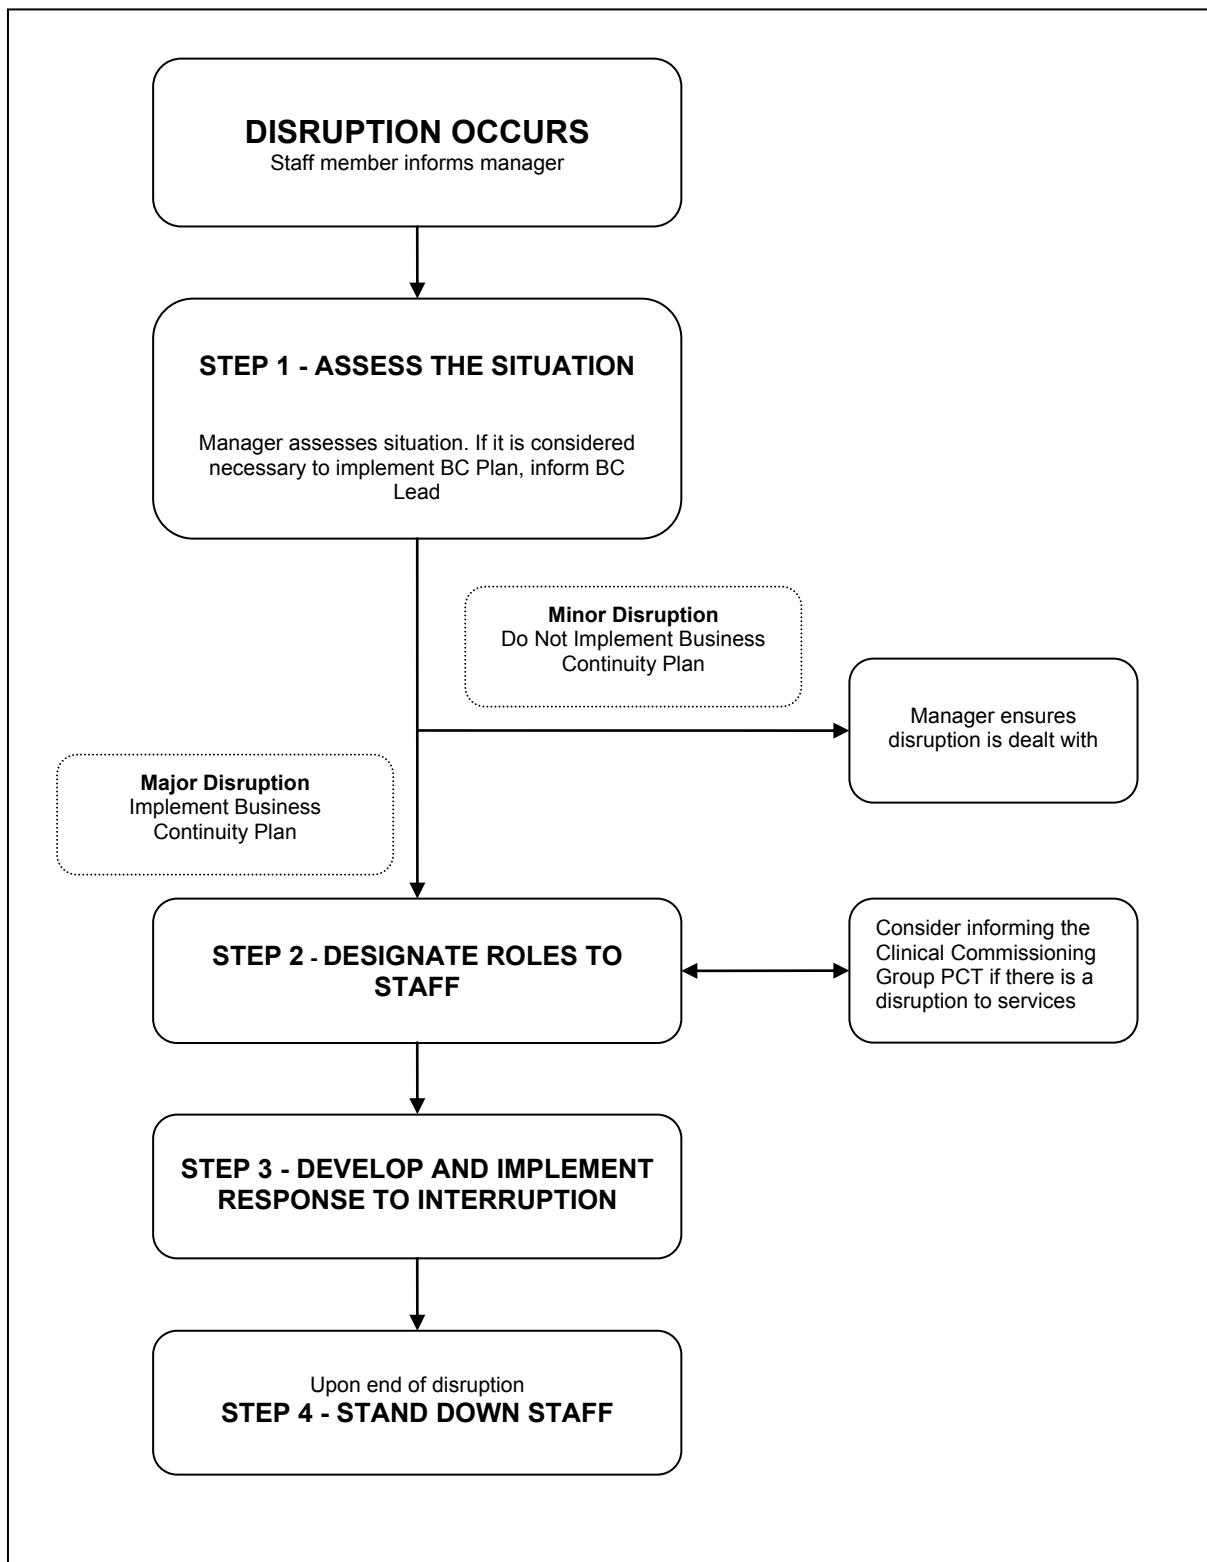 DISRUPTION OCCURS
Staff member informs manager
STEP 1 - ASSESS THE SITUATION
Manager assesses situation. If it is considered
necessary to implement BC Plan, inform BC
Lead
Minor Disruption
Do Not Implement Business
Continuity Plan
Manager ensures
disruption is dealt with
Major Disruption
Implement Business
Continuity Plan
STEP 2 - DESIGNATE ROLES TO
STAFF
Consider informing the
Clinical Commissioning
Group PCT if there is a
disruption to services
STEP 3 - DEVELOP AND IMPLEMENT
RESPONSE TO INTERRUPTION
Upon end of disruption
STEP 4 - STAND DOWN STAFF